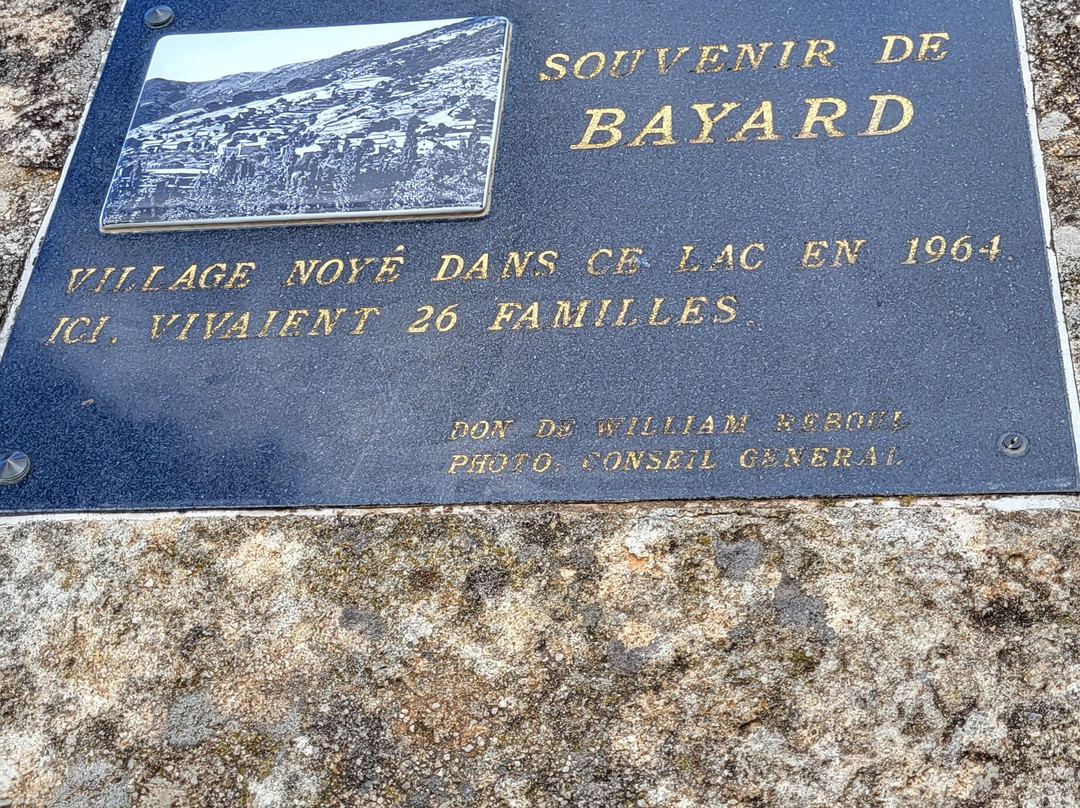 SOUVENIR DE
BAYARD
VILLAGE NOYÉ DANS CE LAC EN 1964.
ICI, VIVAIENT 26 FAMILLES.
DON DE WILLIAM REBOUL
PHOTO: CONSEIL GENERAL